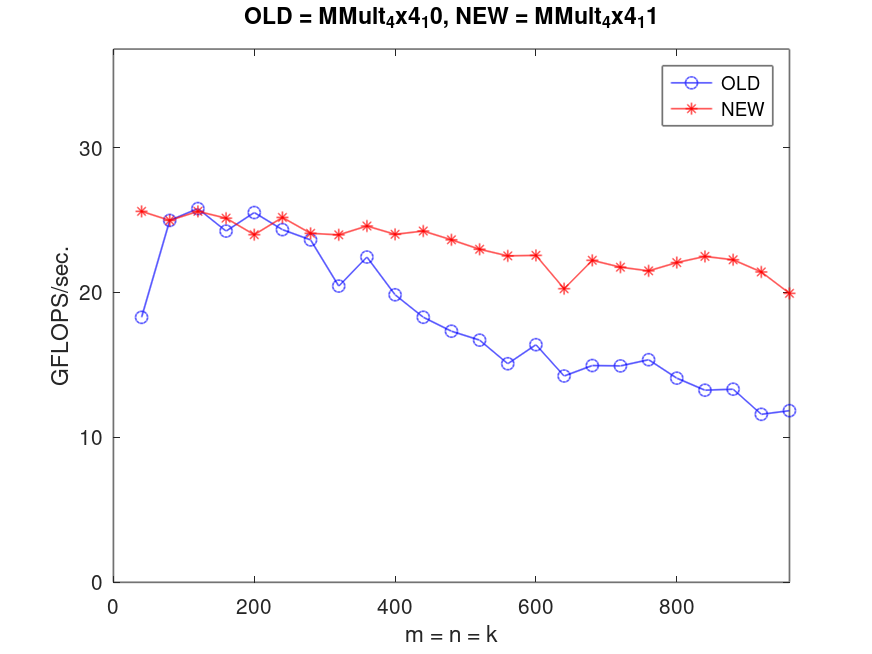 OLD = MMult₄x4₁0, NEW = MMult₄x4₁1
OLD
NEW
30
20
10
0
GFLOPS/sec.
0 200 400 600 800
m = n = k